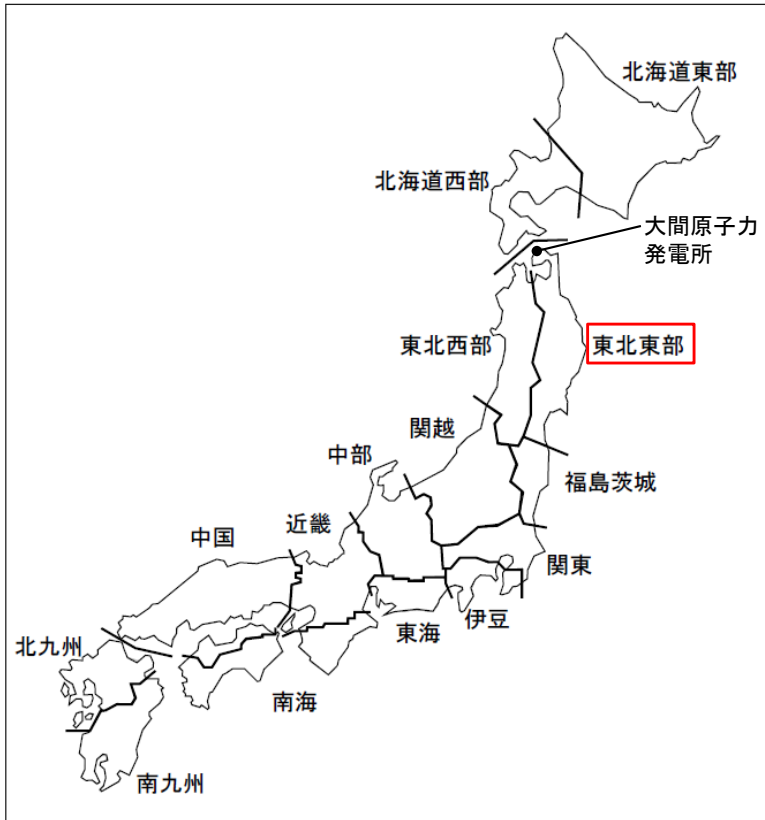 北海道東部
北海道西部
大間原子力
発電所
東北西部
東北東部
関越
中部
福島茨城
近畿
中国
関東
伊豆
東海
北九州
南海
南九州